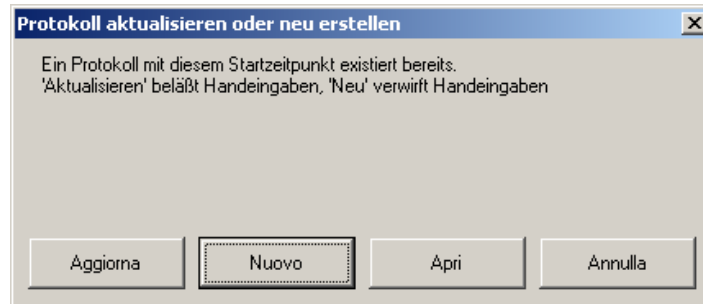 Protokoll aktualisieren oder neu erstellen
Ein Protokoll mit diesem Startzeitpunkt existiert bereits.
'Aktualisieren' beläßt Handeingaben, 'Neu' verwirft Handeingaben
Aggiorna
Nuovo
Apri
Annulla